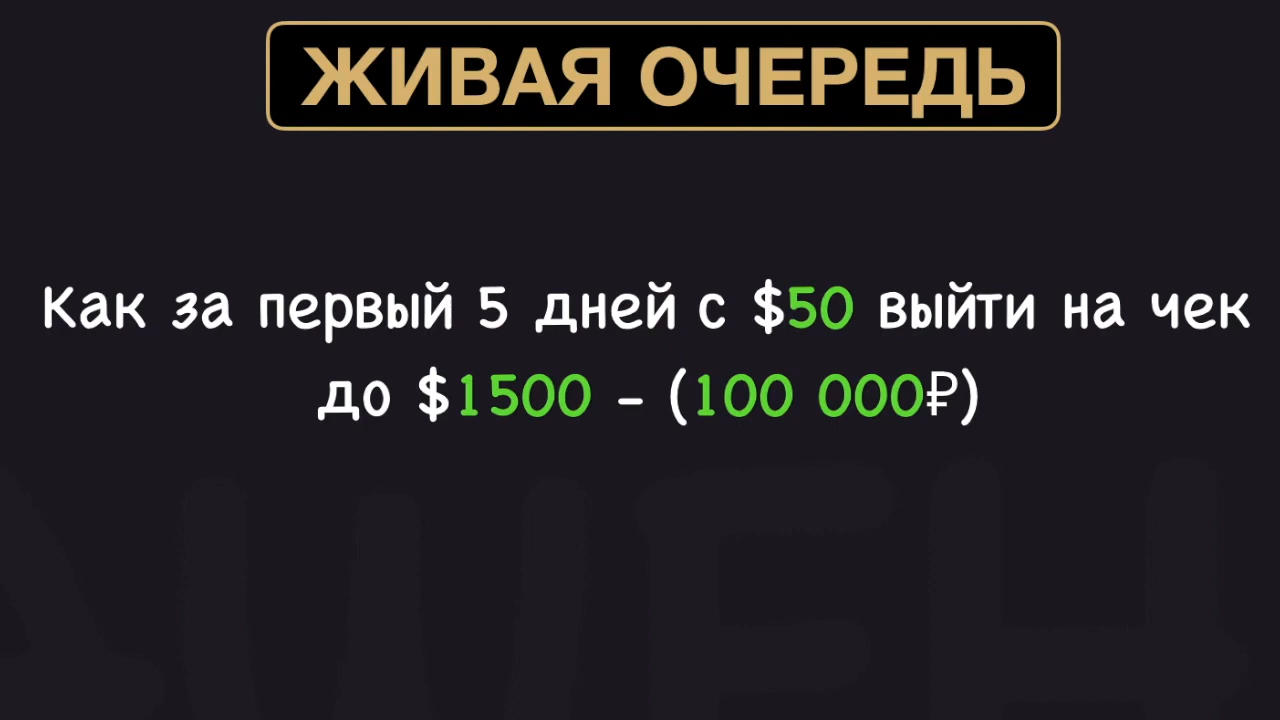 ЖИВАЯ ОЧЕРЕДЬ
Как за первый 5 дней с $50 выйти на чек
до $1500 - (100 000₽)